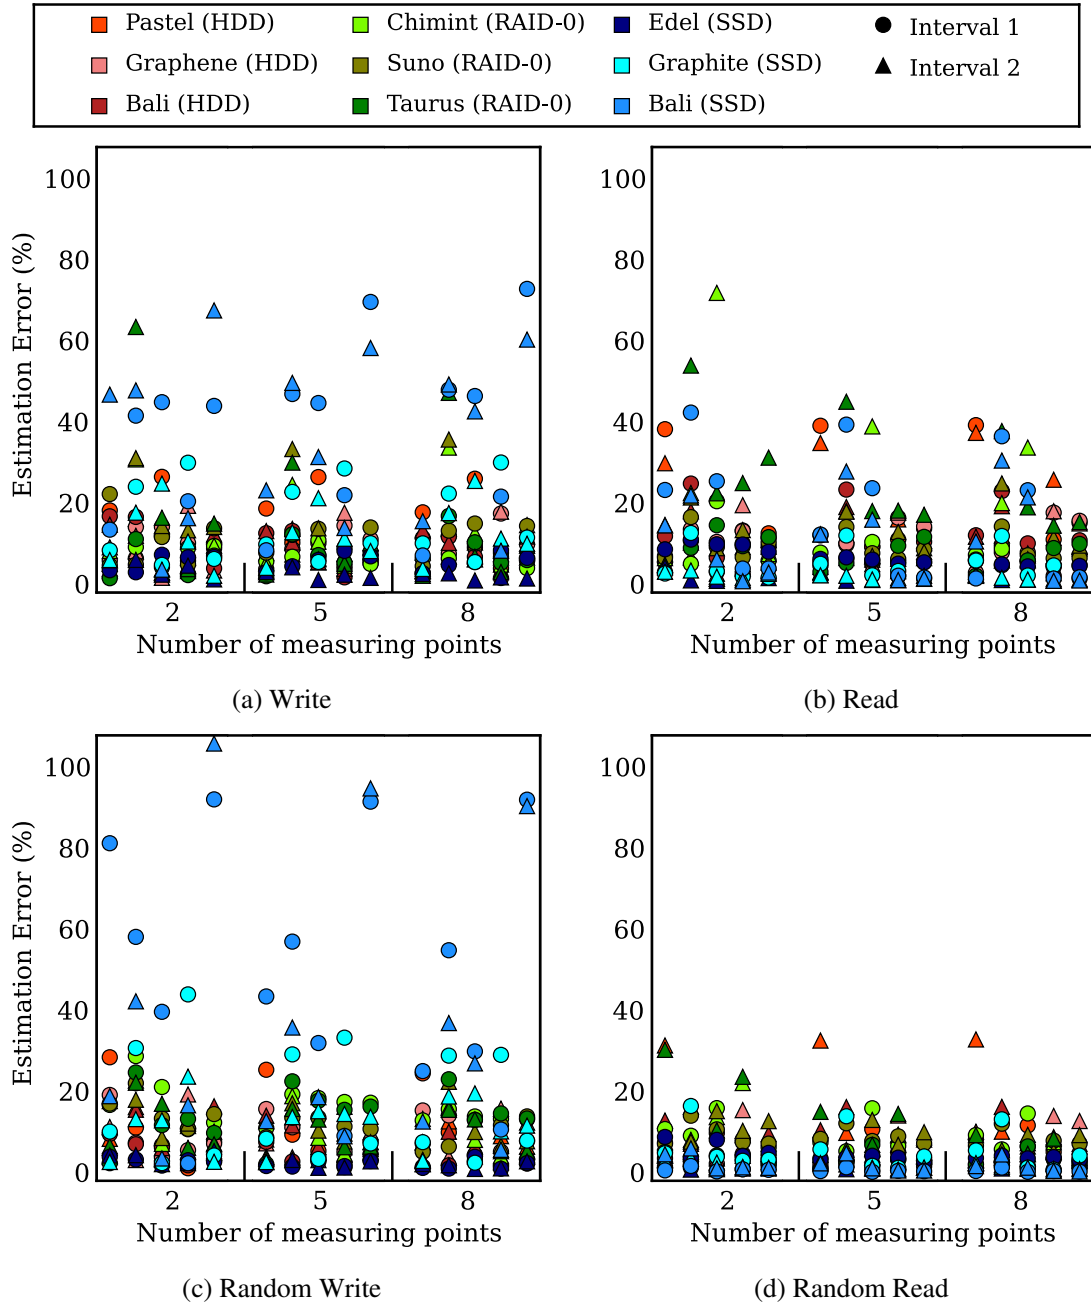 Pastel (HDD) Chimint (RAID-0) Edel (SSD) Interval 1
Graphene (HDD) Suno (RAID-0) Graphite (SSD) Interval 2
Bali (HDD) Taurus (RAID-0) Bali (SSD)
Estimation Error (%)
100
80
60
40
20
0
2 5 8
Number of measuring points
(a) Write
100
80
60
40
20
0
2 5 8
Number of measuring points
(b) Read
Estimation Error (%)
100
80
60
40
20
0
2 5 8
Number of measuring points
(c) Random Write
100
80
60
40
20
0
2 5 8
Number of measuring points
(d) Random Read